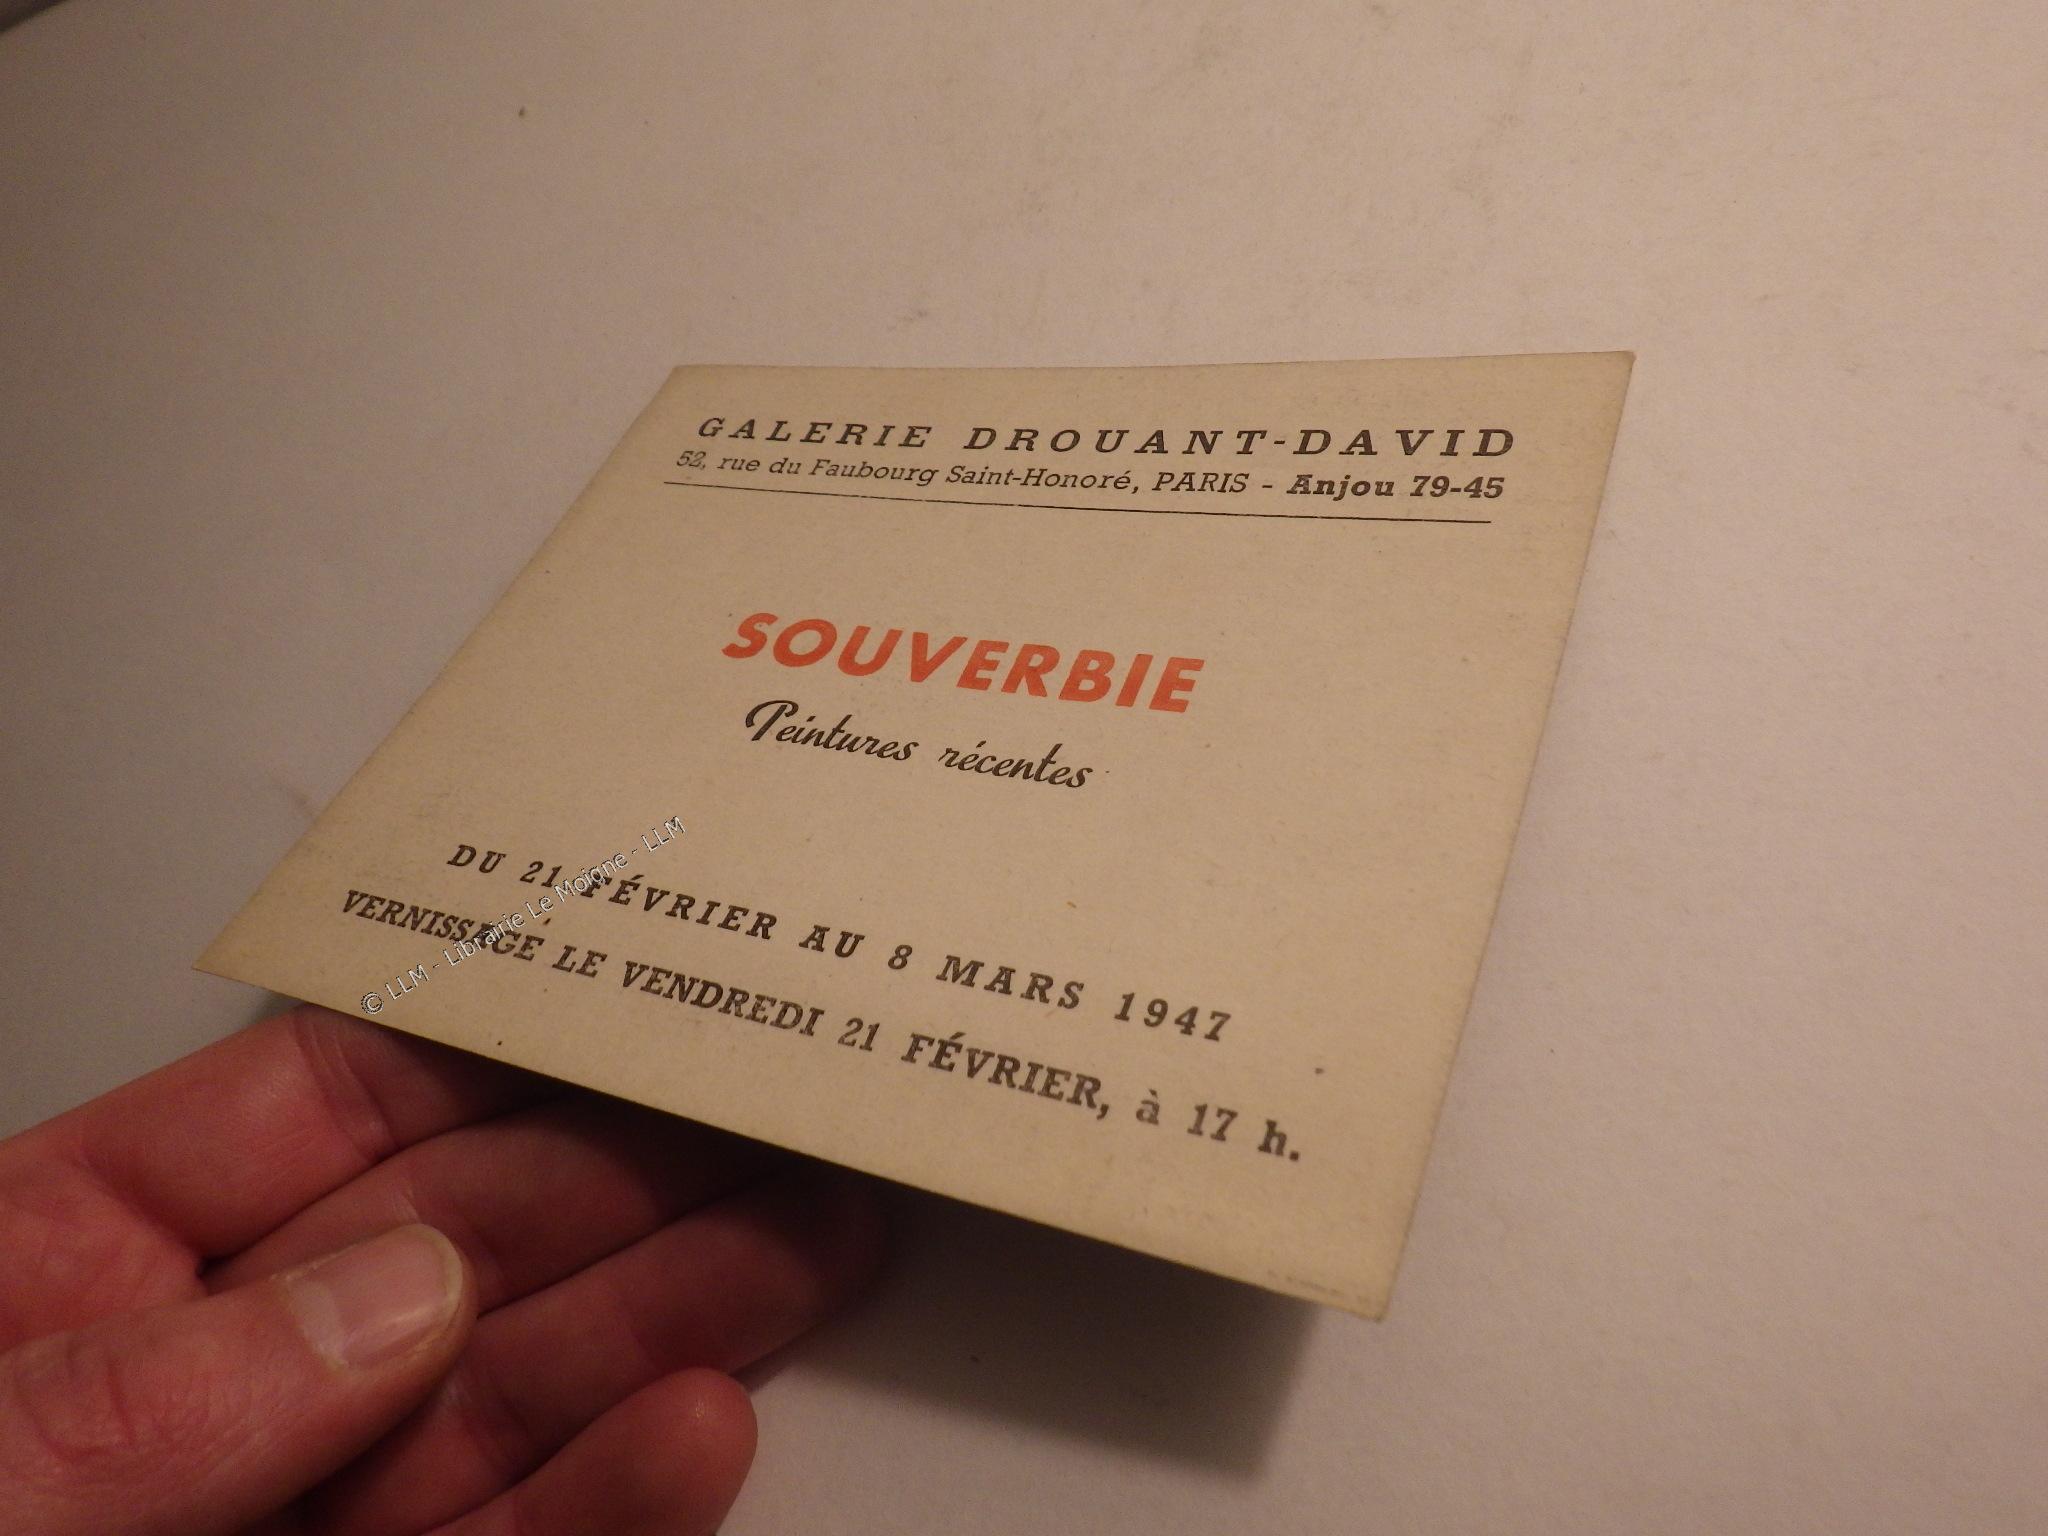 GALERIE DROUANT-DAVID
52, rue du Faubourg Saint-Honoré, PARIS - Anjou 79-45
SOUVERBIE
Peintures récentes
DU 21 FÉVRIER AU 8 MARS 1947
VERNISSAGE LE VENDREDI 21 FÉVRIER, à 17 h.
© LLM - Librairie Le Moigne - LLM